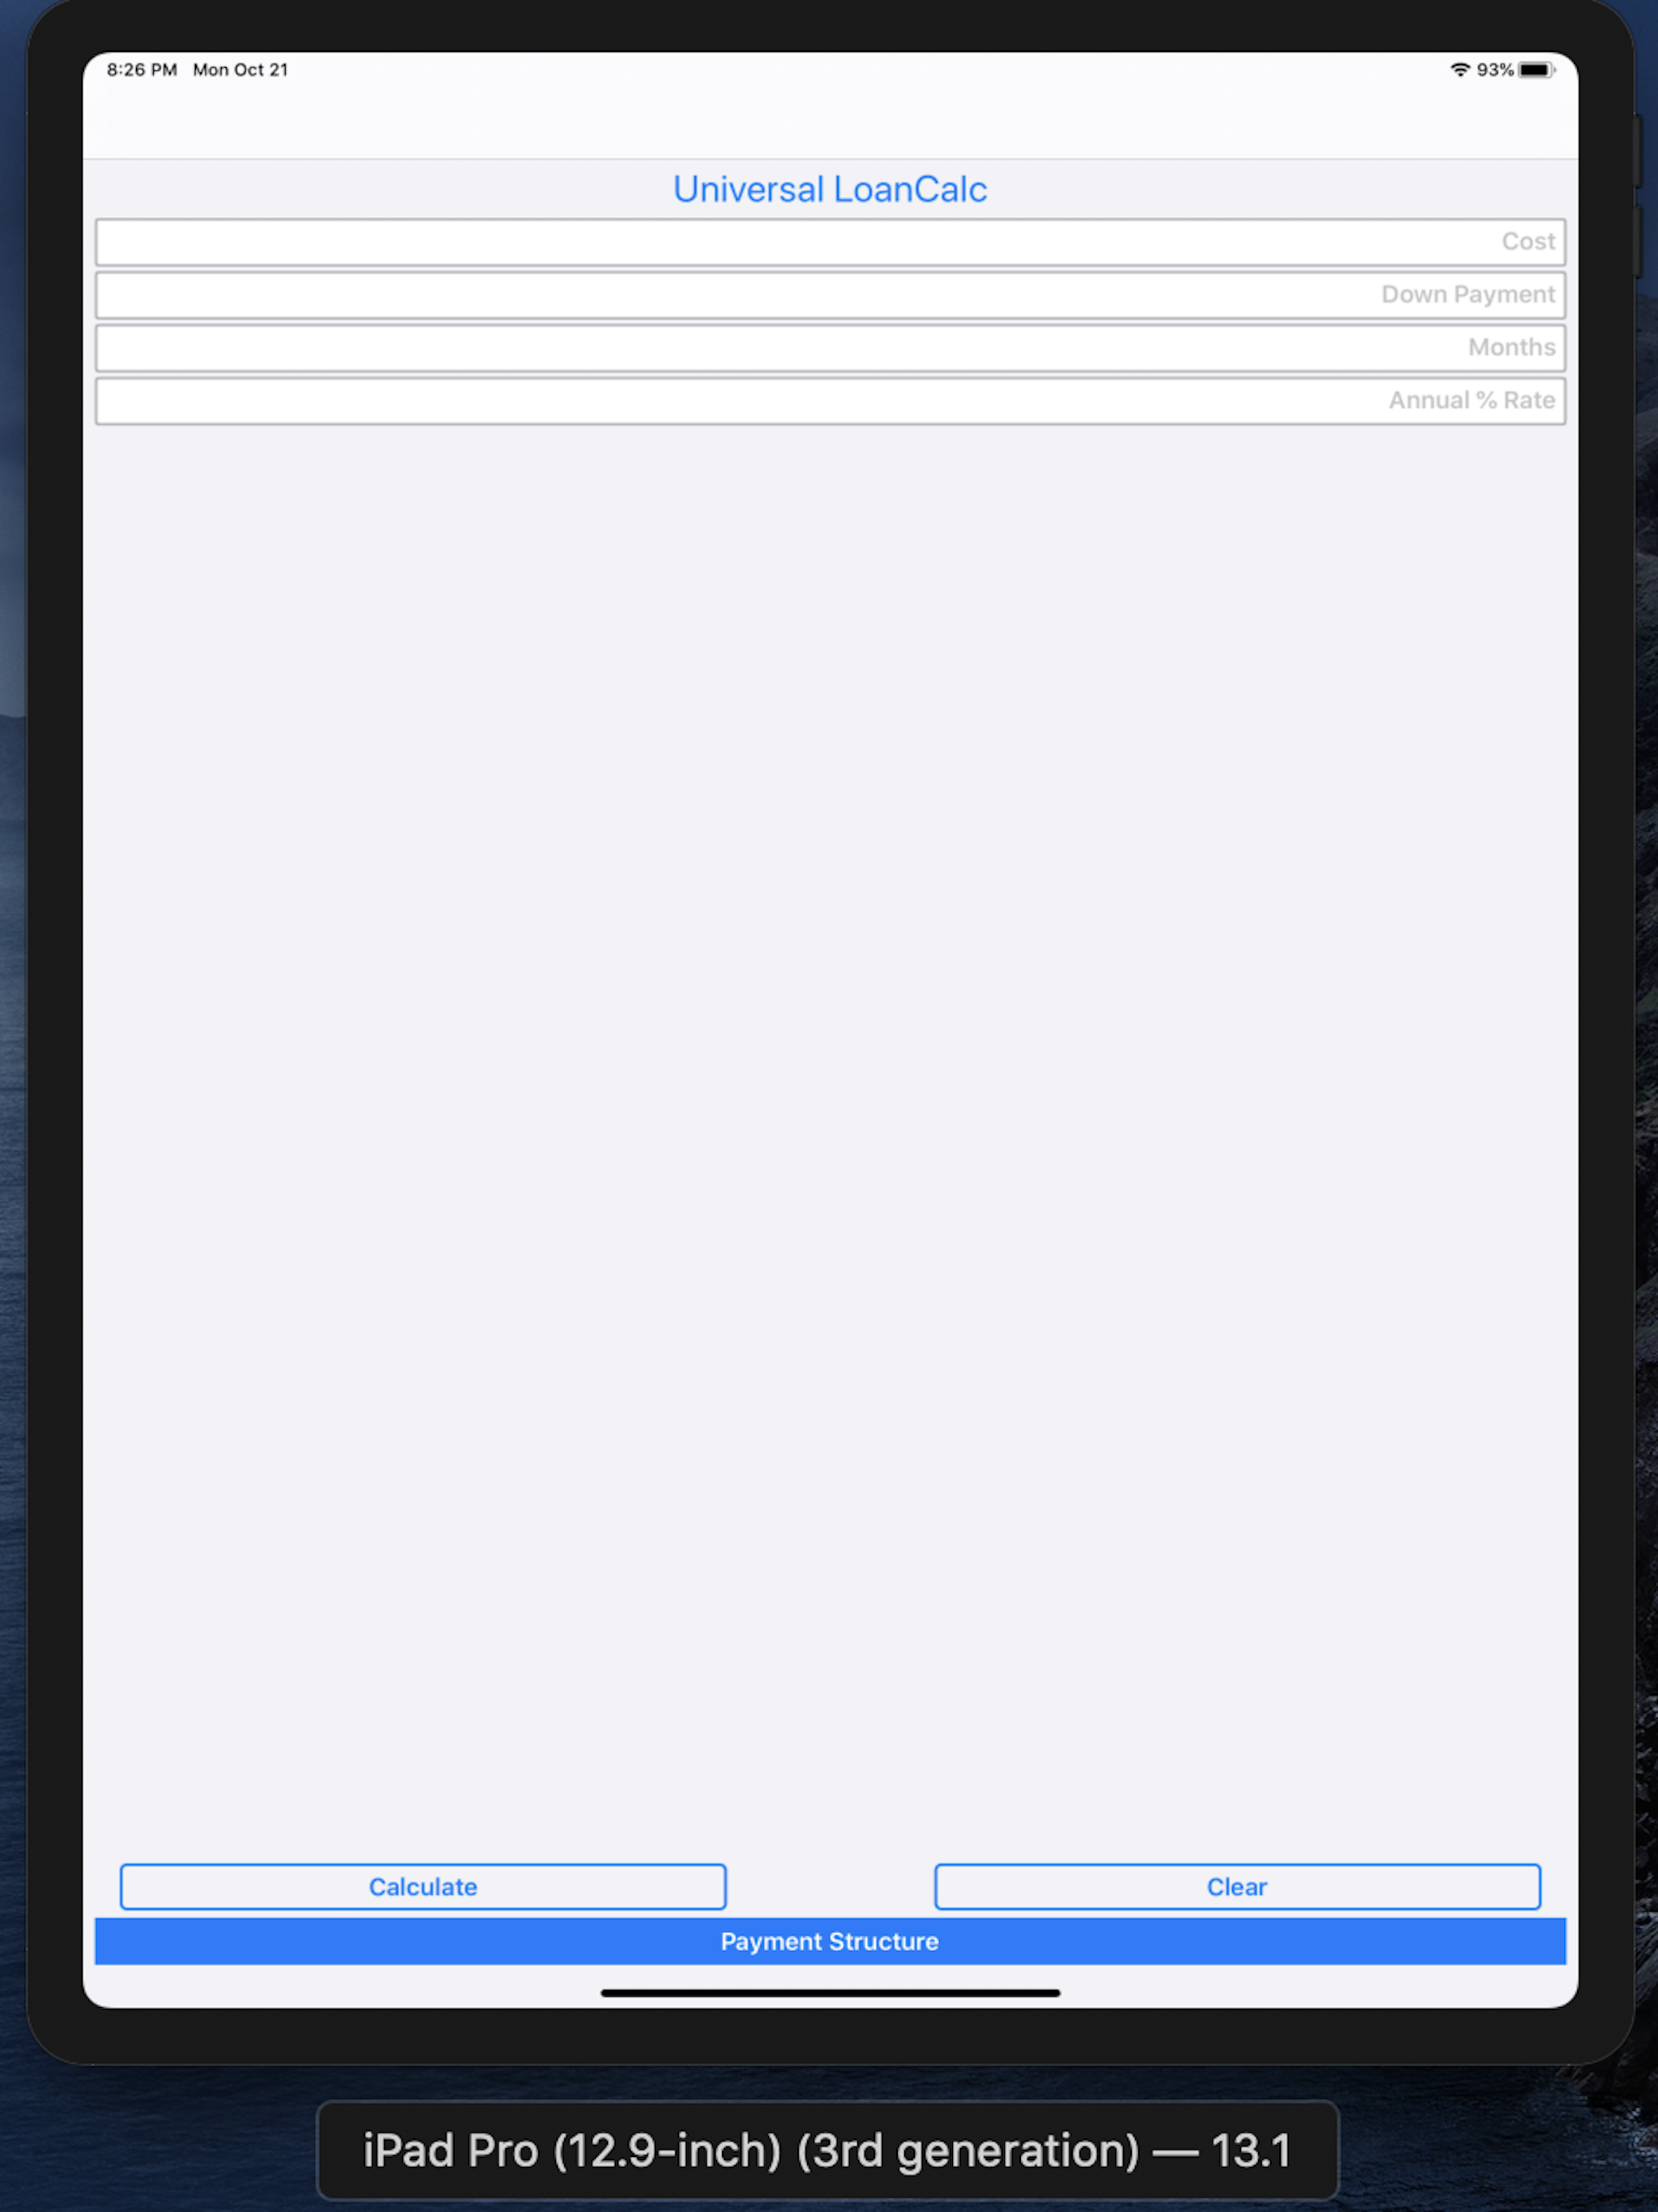 8:26 PM Mon Oct 21 93%
Universal LoanCalc
Cost
Down Payment
Months
Annual % Rate
Calculate Clear
Payment Structure
iPad Pro (12.9-inch) (3rd generation) — 13.1